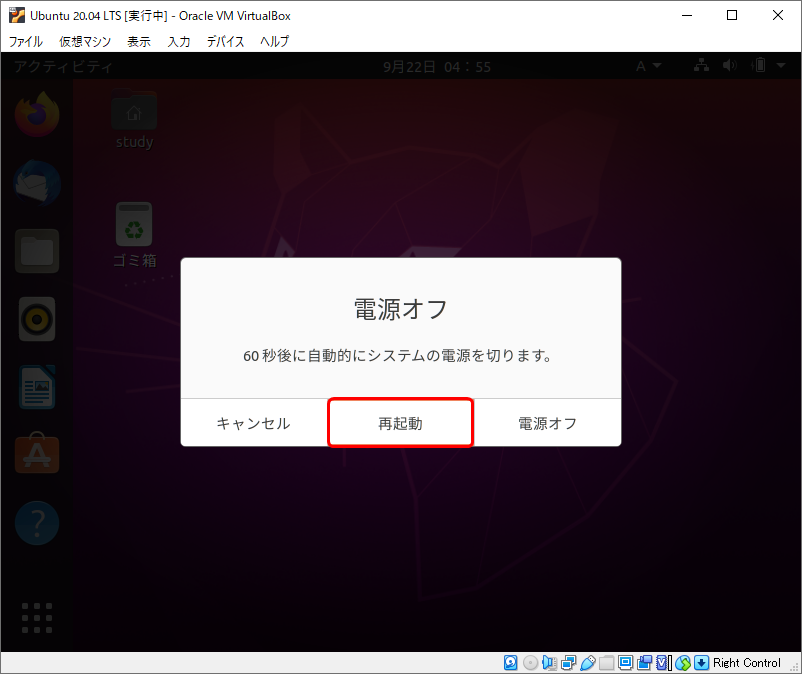 Ubuntu 20.04 LTS [実行中] - Oracle VM VirtualBox
ファイル 仮想マシン 表示 入力 デバイス ヘルプ
アクティビティ 9月22日 04：55 A
study
ゴミ箱
電源オフ
60 秒後に自動的にシステムの電源を切ります。
キャンセル 再起動 電源オフ
Right Control